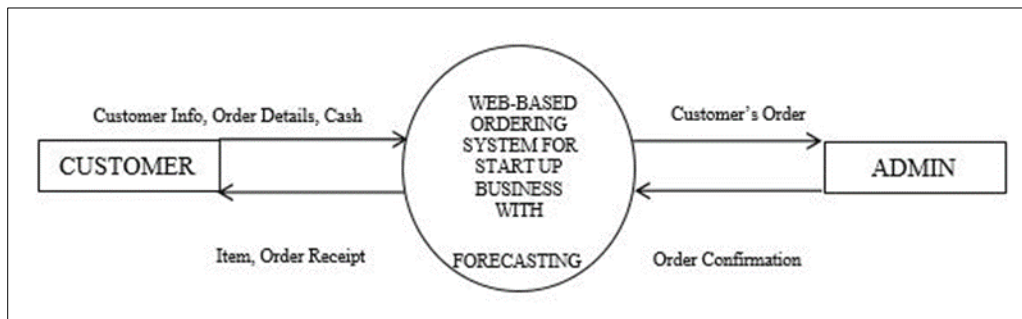 Customer Info, Order Details, Cash
CUSTOMER
Item, Order Receipt
WEB-BASED
ORDERING
SYSTEM FOR
START UP
BUSINESS
WITH
FORECASTING
Customer’s Order
ADMIN
Order Confirmation